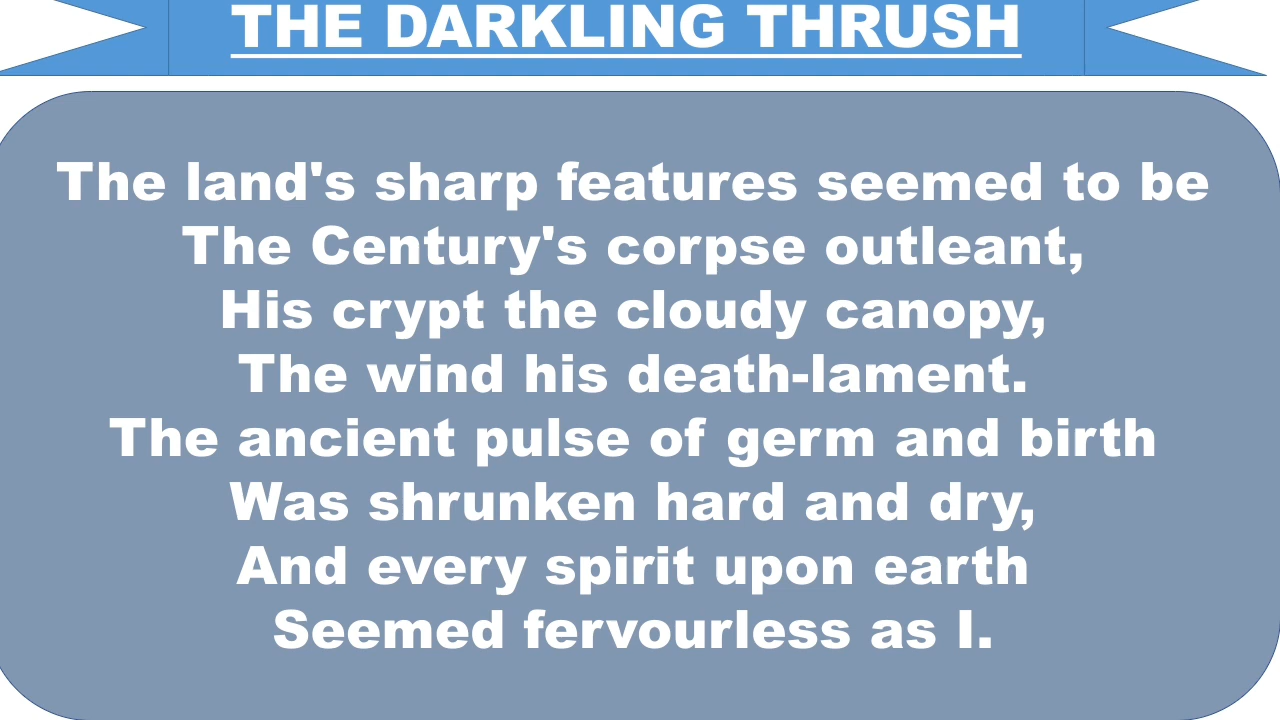 THE DARKLING THRUSH
The land's sharp features seemed to be
The Century's corpse outleant,
His crypt the cloudy canopy,
The wind his death-lament.
The ancient pulse of germ and birth
Was shrunken hard and dry,
And every spirit upon earth
Seemed fervourless as I.